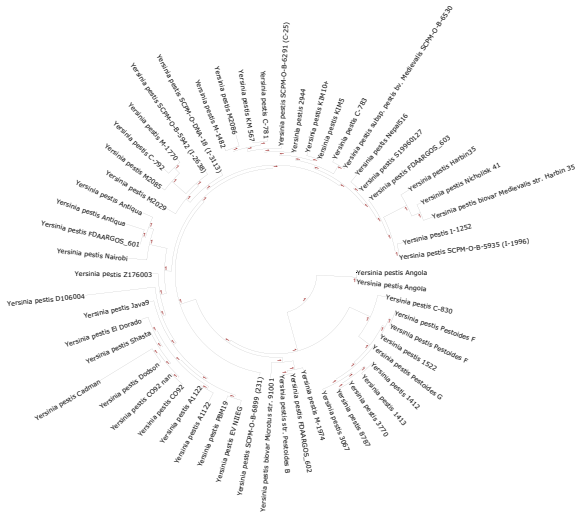 Yersinia pestis Angola
Yersinia pestis Angola
Yersinia pestis C-830
Yersinia pestis Pestoides F
Yersinia pestis Pestoides F
Yersinia pestis 1522
Yersinia pestis Pestoides G
Yersinia pestis 1412
Yersinia pestis 1413
Yersinia pestis 3770
Yersinia pestis 8787
Yersinia pestis 3067
Yersinia pestis M-1974
Yersinia pestis FDAARGOS_602
Yersinia pestis str. Pestoides B
Yersinia pestis biovar Microtus str. 91001
Yersinia pestis SCPM-O-B-6899 (231)
Yersinia pestis EV NIIEG
Yersinia pestis PBM19
Yersinia pestis A1122
Yersinia pestis A1122
Yersinia pestis CO92
Yersinia pestis CO92 nan
Yersinia pestis Dodson
Yersinia pestis Cadman
Yersinia pestis Shasta
Yersinia pestis El Dorado
Yersinia pestis Java9
Yersinia pestis D106004
Yersinia pestis Z176003
Yersinia pestis Nairobi
Yersinia pestis FDAARGOS_601
Yersinia pestis Antiqua
Yersinia pestis Antiqua
Yersinia pestis M2029
Yersinia pestis M2085
Yersinia pestis C-792
Yersinia pestis M-1770
Yersinia pestis SCPM-O-B-5942 (I-2638)
Yersinia pestis SCPM-O-DNA-18 (I-3113)
Yersinia pestis M-1482
Yersinia pestis M2086
Yersinia pestis KM 567
Yersinia pestis C-781
Yersinia pestis SCPM-O-B-6291 (C-25)
Yersinia pestis 2944
Yersinia pestis KIM10+
Yersinia pestis KIM5
Yersinia pestis C-783
Yersinia pestis subsp. pestis bv. Medievalis SCPM-O-B-6530
Yersinia pestis Nepal516
Yersinia pestis S19960127
Yersinia pestis FDAARGOS_603
Yersinia pestis Harbin35
Yersinia pestis Nicholisk 41
Yersinia pestis biovar Medievalis str. Harbin 35
Yersinia pestis I-1252
Yersinia pestis SCPM-O-B-5935 (I-1996)